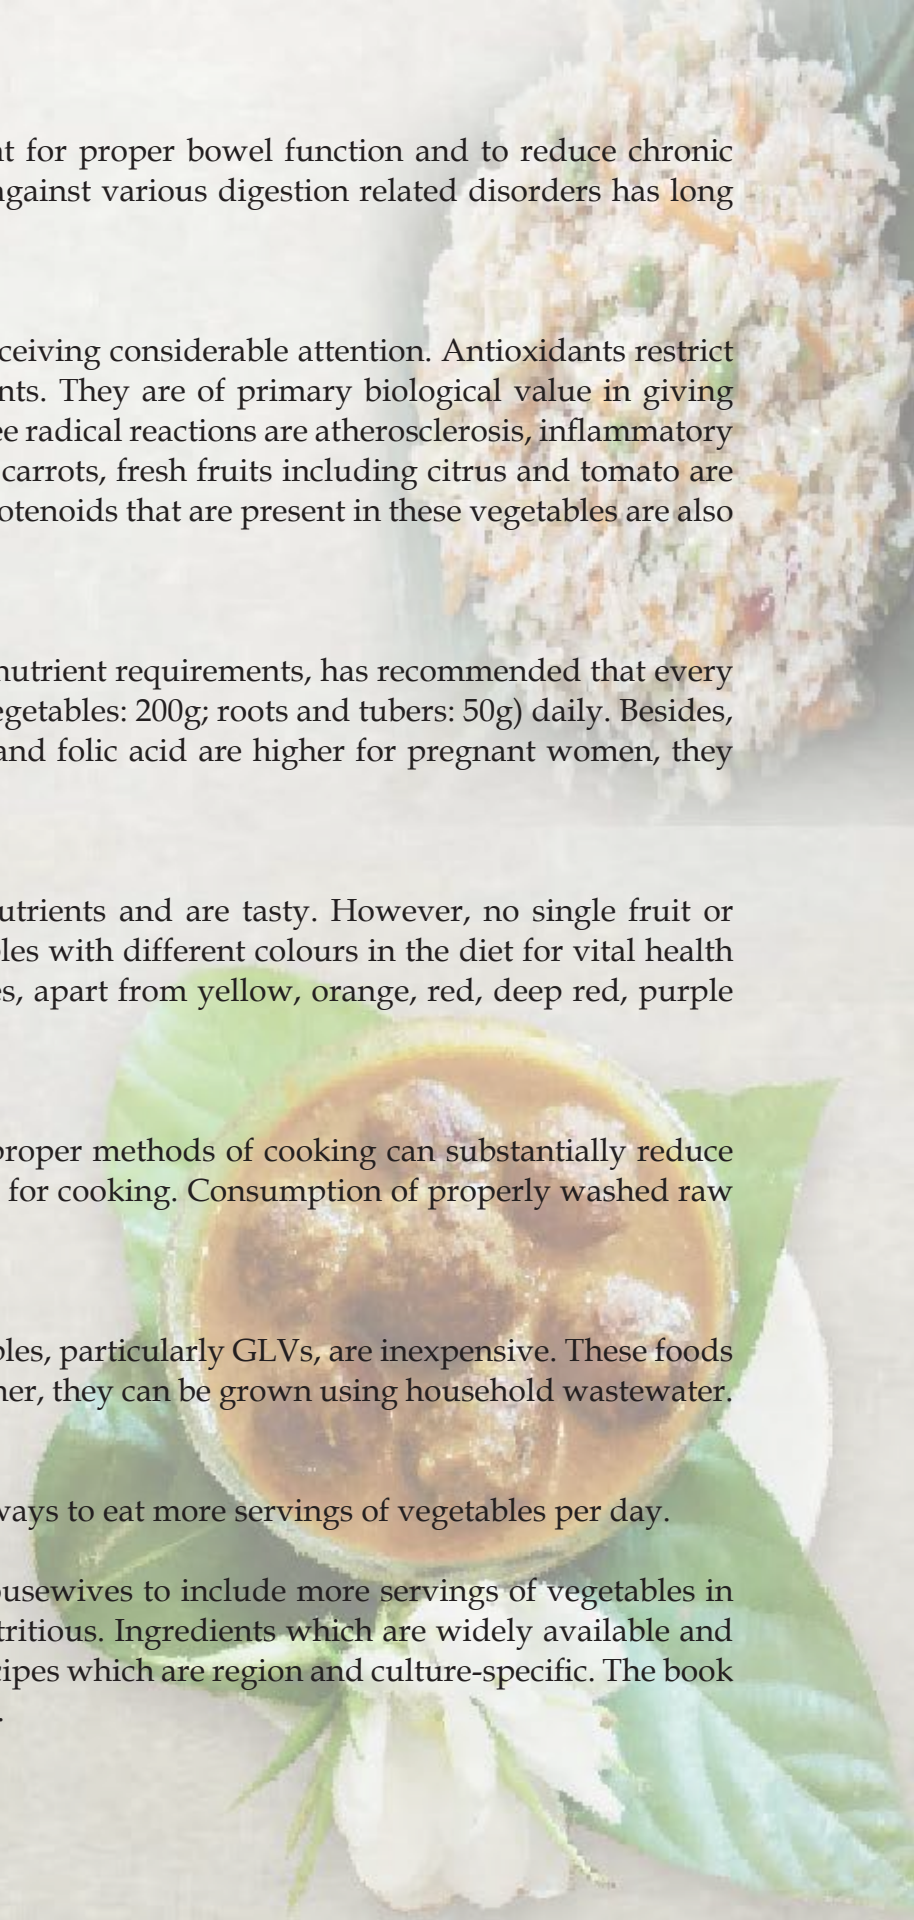 nt for proper bowel function and to reduce chronic
against various digestion related disorders has long
ceiving considerable attention. Antioxidants restrict
nts. They are of primary biological value in giving
ee radical reactions are atherosclerosis, inflammatory
carrots, fresh fruits including citrus and tomato are
otenoids that are present in these vegetables are also
nutrient requirements, has recommended that every
egetables: 200g; roots and tubers: 50g) daily. Besides,
and folic acid are higher for pregnant women, they
utrients and are tasty. However, no single fruit or
les with different colours in the diet for vital health
es, apart from yellow, orange, red, deep red, purple
proper methods of cooking can substantially reduce
for cooking. Consumption of properly washed raw
bles, particularly GLVs, are inexpensive. These foods
her, they can be grown using household wastewater.
ways to eat more servings of vegetables per day.
ousewives to include more servings of vegetables in
tritious. Ingredients which are widely available and
cipes which are region and culture-specific. The book
.